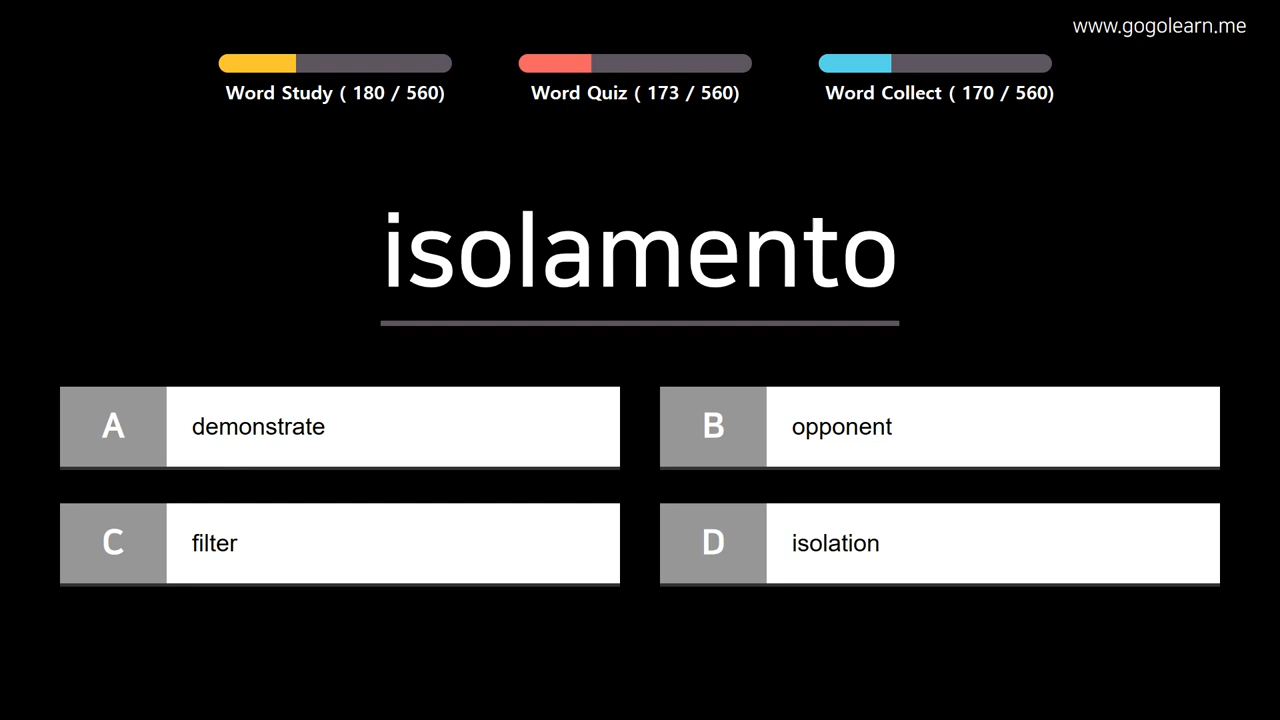 www.gogolearn.me
Word Study ( 180 / 560)
Word Quiz ( 173 / 560)
Word Collect ( 170 / 560)
isolamento
A demonstrate
B opponent
C filter
D isolation